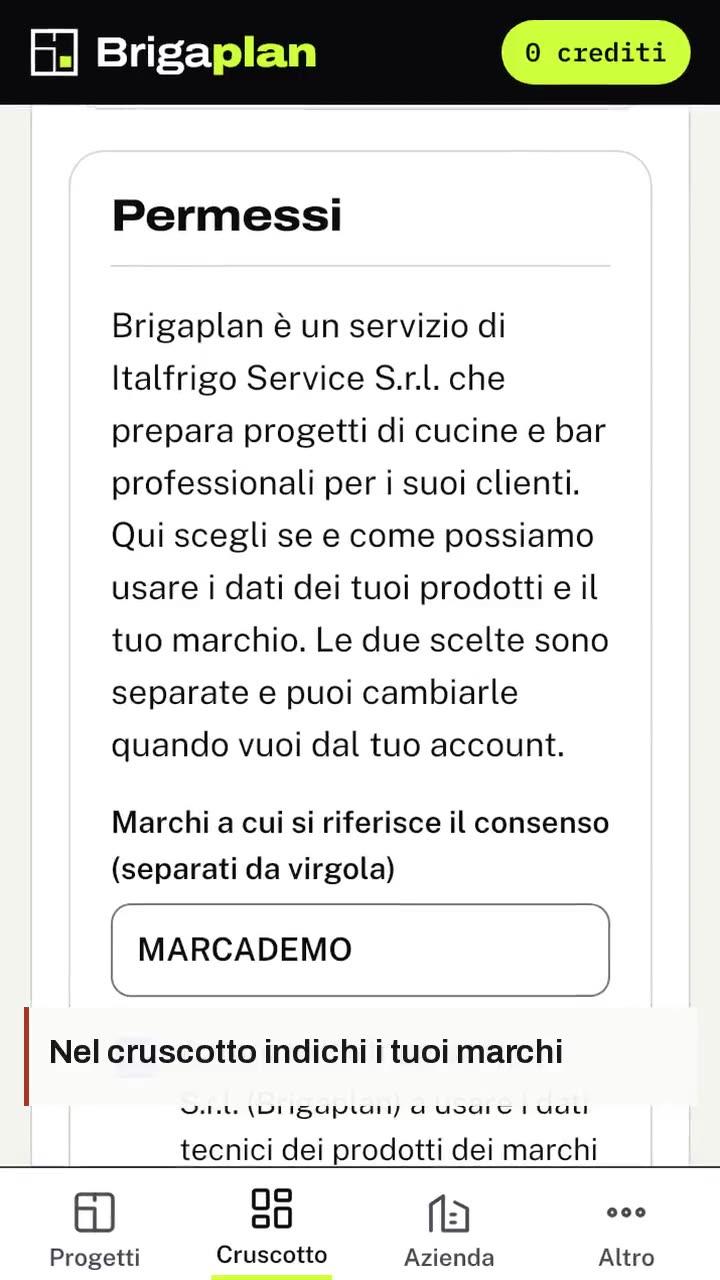 Brigaplan
0 crediti
Permessi
Brigaplan è un servizio di
Italfrigo Service S.r.l. che
prepara progetti di cucine e bar
professionali per i suoi clienti.
Qui scegli se e come possiamo
usare i dati dei tuoi prodotti e il
tuo marchio. Le due scelte sono
separate e puoi cambiarle
quando vuoi dal tuo account.
Marchi a cui si riferisce il consenso
(separati da virgola)
MARCADEMO
Nel cruscotto indichi i tuoi marchi
S.r.l. (Brigaplan) a usare i dati
tecnici dei prodotti dei marchi
Progetti
Cruscotto
Azienda
Altro